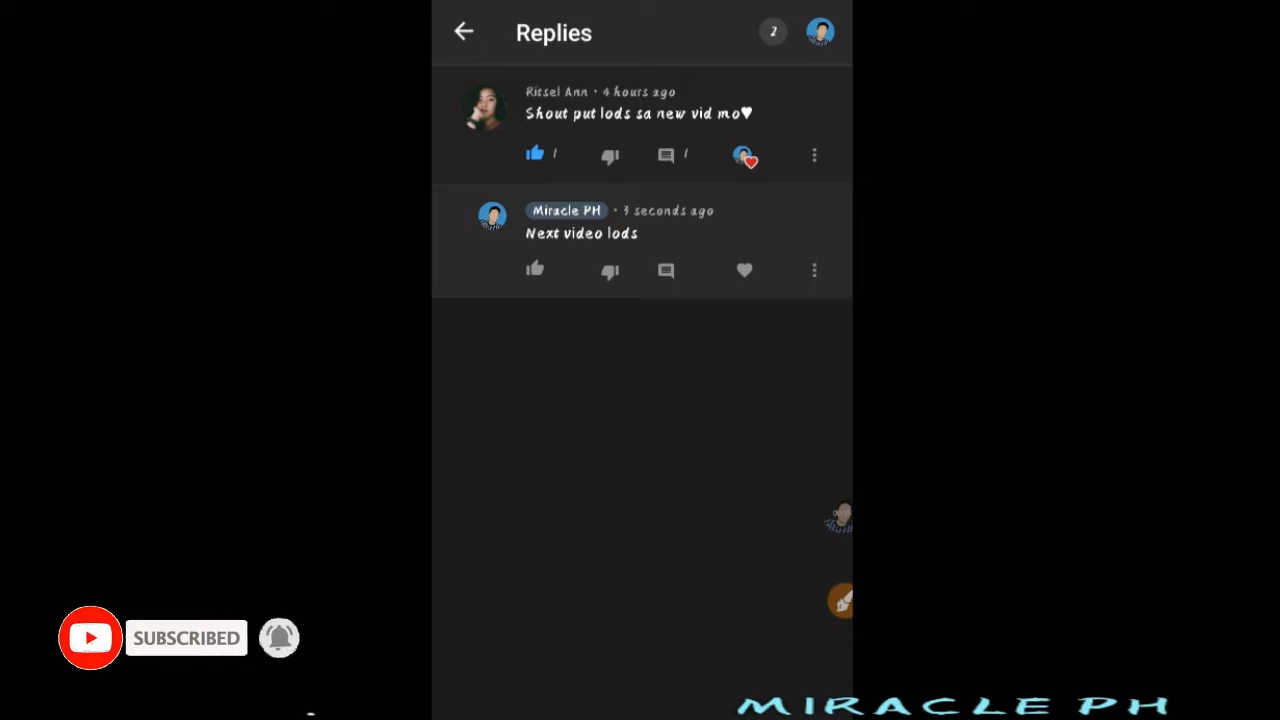 Replies
2
Ritsel Ann • 4 hours ago
Shout put lods sa new vid mo♥
1 1
Miracle PH • 3 seconds ago
Next video lods
SUBSCRIBED
MIRACLE PH